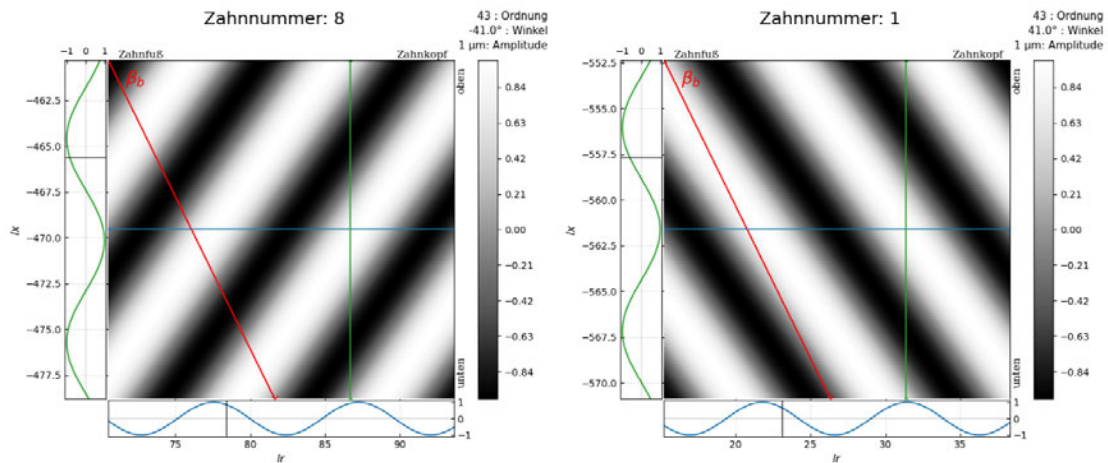 Zahnnummer: 8
43 : Ordnung
-41.0° : Winkel
1 µm: Amplitude
−1 0 1
Zahnfuß
Zahnkopf
βb
oben
unten
lx
−462.5
−465.0
−467.5
−470.0
−472.5
−475.0
−477.5
0.84
0.63
0.42
0.21
0.00
−0.21
−0.42
−0.63
−0.84
1
0
−1
75 80 85 90
lr
Zahnnummer: 1
43 : Ordnung
41.0° : Winkel
1 µm: Amplitude
−1 0 1
Zahnfuß
Zahnkopf
βb
oben
unten
lx
−552.5
−555.0
−557.5
−560.0
−562.5
−565.0
−567.5
−570.0
0.84
0.63
0.42
0.21
0.00
−0.21
−0.42
−0.63
−0.84
1
0
−1
20 25 30 35
lr